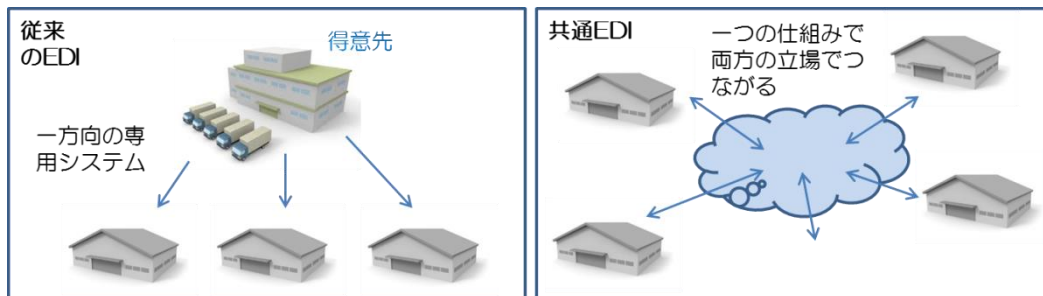 従来
のEDI
得意先
一方向の専
用システム
共通EDI
一つの仕組みで
両方の立場でつ
ながる